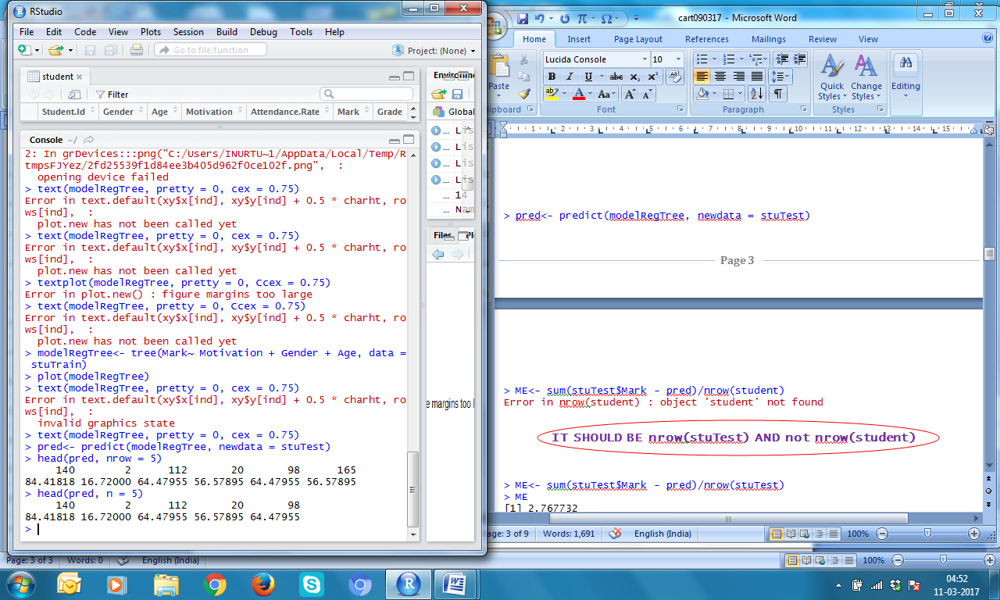 RStudio
File Edit Code View Plots Session Build Debug Tools Help
Go to file/function
Project: (None)
student
Filter
Student.Id Gender Age Motivation Attendance.Rate Mark Grade
Console ~/
2: In grDevices:::png("C:/Users/INURTU~1/AppData/Local/Temp/R
tmpsFJYez/2fd25539f1d84ee3b405d962f0ce102f.png",  :
opening device failed
> text(modelRegTree, pretty = 0, cex = 0.75)
Error in text.default(xy$x[ind], xy$y[ind] + 0.5 * charht, ro
ws[ind],  :
plot.new has not been called yet
> text(modelRegTree, pretty = 0, cex = 0.75)
Error in text.default(xy$x[ind], xy$y[ind] + 0.5 * charht, ro
ws[ind],  :
plot.new has not been called yet
> textplot(modelRegTree, pretty = 0, Ccex = 0.75)
Error in plot.new() : figure margins too large
> text(modelRegTree, pretty = 0, Ccex = 0.75)
Error in text.default(xy$x[ind], xy$y[ind] + 0.5 * charht, ro
ws[ind],  :
plot.new has not been called yet
> modelRegTree<- tree(Mark~ Motivation + Gender + Age, data =
stuTrain)
> plot(modelRegTree)
> text(modelRegTree, pretty = 0, cex = 0.75)
Error in text.default(xy$x[ind], xy$y[ind] + 0.5 * charht, ro
ws[ind],  :
invalid graphics state
> text(modelRegTree, pretty = 0, cex = 0.75)
> pred<- predict(modelRegTree, newdata = stuTest)
> head(pred, nrow = 5)
140 2 112 20 98 165
84.41818 16.72000 64.47955 56.57895 64.47955 56.57895
> head(pred, n = 5)
140 2 112 20 98
84.41818 16.72000 64.47955 56.57895 64.47955
>
Global
... Lis
... Lis
... Lis
... Lis
... 14
... Nam
Files
e margins too l
cart090317 - Microsoft Word
Home Insert Page Layout References Mailings Review View
Paste
Lucida Console 10
Quick Styles
Change Styles
Editing
Font Paragraph Styles
1 2 3 4 5 6 7 8 9 10 11 12 13 14 15
> pred<- predict(modelRegTree, newdata = stuTest)
Page 3
> ME<- sum(stuTest$Mark - pred)/nrow(student)
Error in nrow(student) : object 'student' not found
IT SHOULD BE nrow(stuTest) AND not nrow(student)
> ME<- sum(stuTest$Mark - pred)/nrow(stuTest)
> ME
[1] 2.767732
age: 3 of 9 Words: 1,691 English (India) 100%
Page: 3 of 3 Words: 0 English (India) 100%
04:52
11-03-2017